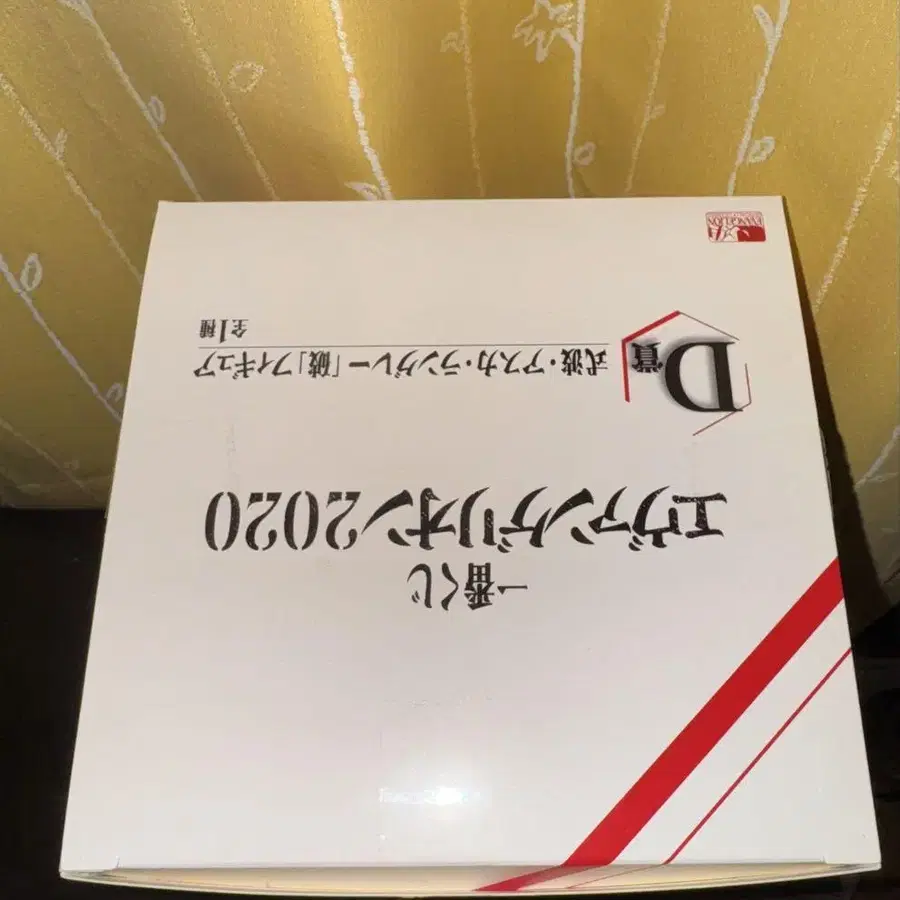 一番くじ
エヴァンゲリオン2020
D賞
式波・アスカ・ラングレー「破」フィギュア
全1種
EVANGELION